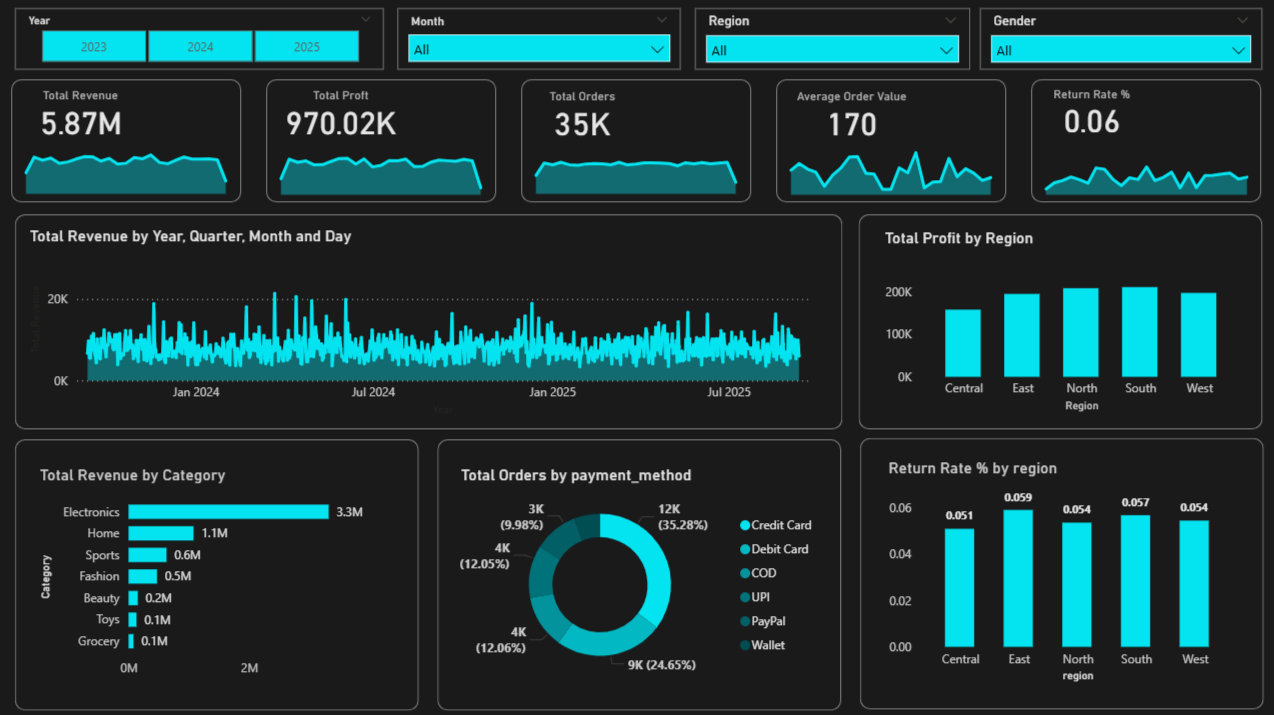 Year
2023 2024 2025
Month
All
Region
All
Gender
All
Total Revenue
5.87M
Total Proft
970.02K
Total Orders
35K
Average Order Value
170
Return Rate %
0.06
Total Revenue by Year, Quarter, Month and Day
Total Revenue
20K
0K
Jan 2024 Jul 2024 Jan 2025 Jul 2025
Year
Total Profit by Region
200K
100K
0K
Central East North South West
Region
Total Revenue by Category
Category
Electronics 3.3M
Home 1.1M
Sports 0.6M
Fashion 0.5M
Beauty 0.2M
Toys 0.1M
Grocery 0.1M
0M 2M
Total Orders by payment_method
12K
(35.28%)
9K (24.65%)
4K
(12.06%)
4K
(12.05%)
3K
(9.98%)
Credit Card
Debit Card
COD
UPI
PayPal
Wallet
Return Rate % by region
0.06
0.04
0.02
0.00
0.051 0.059 0.054 0.057 0.054
Central East North South West
region